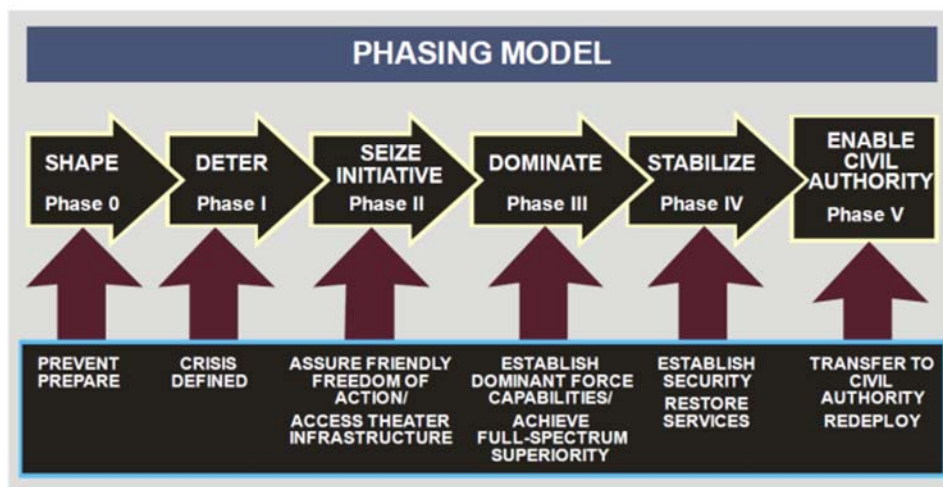 PHASING MODEL
SHAPE
Phase 0
DETER
Phase I
SEIZE
INITIATIVE
Phase II
DOMINATE
Phase III
STABILIZE
Phase IV
ENABLE
CIVIL
AUTHORITY
Phase V
PREVENT
PREPARE
CRISIS
DEFINED
ASSURE FRIENDLY
FREEDOM OF
ACTION/
ACCESS THEATER
INFRASTRUCTURE
ESTABLISH
DOMINANT FORCE
CAPABILITIES/
ACHIEVE
FULL-SPECTRUM
SUPERIORITY
ESTABLISH
SECURITY
RESTORE
SERVICES
TRANSFER TO
CIVIL
AUTHORITY
REDEPLOY